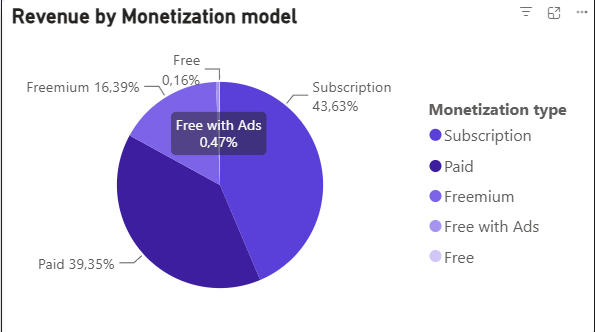 Revenue by Monetization model
Free
0,16%
Freemium 16,39%
Subscription
43,63%
Free with Ads
0,47%
Paid 39,35%
Monetization type
Subscription
Paid
Freemium
Free with Ads
Free